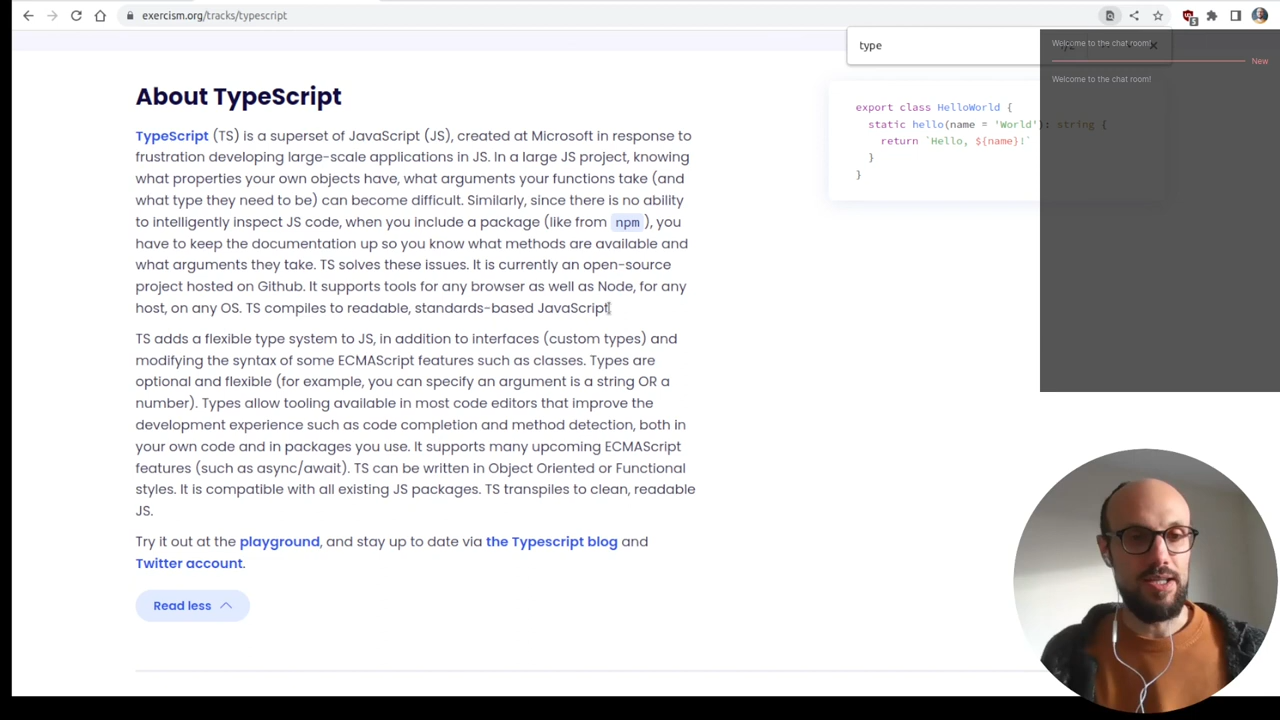 exercism.org/tracks/typescript
type
Welcome to the chat room!
New
Welcome to the chat room!
About TypeScript
TypeScript (TS) is a superset of JavaScript (JS), created at Microsoft in response to
frustration developing large-scale applications in JS. In a large JS project, knowing
what properties your own objects have, what arguments your functions take (and
what type they need to be) can become difficult. Similarly, since there is no ability
to intelligently inspect JS code, when you include a package (like from npm ), you
have to keep the documentation up so you know what methods are available and
what arguments they take. TS solves these issues. It is currently an open-source
project hosted on Github. It supports tools for any browser as well as Node, for any
host, on any OS. TS compiles to readable, standards-based JavaScript.
TS adds a flexible type system to JS, in addition to interfaces (custom types) and
modifying the syntax of some ECMAScript features such as classes. Types are
optional and flexible (for example, you can specify an argument is a string OR a
number). Types allow tooling available in most code editors that improve the
development experience such as code completion and method detection, both in
your own code and in packages you use. It supports many upcoming ECMAScript
features (such as async/await). TS can be written in Object Oriented or Functional
styles. It is compatible with all existing JS packages. TS transpiles to clean, readable
JS.
Try it out at the playground, and stay up to date via the Typescript blog and
Twitter account.
Read less
export class HelloWorld {
static hello(name = 'World'): string {
return `Hello, ${name}!`
}
}